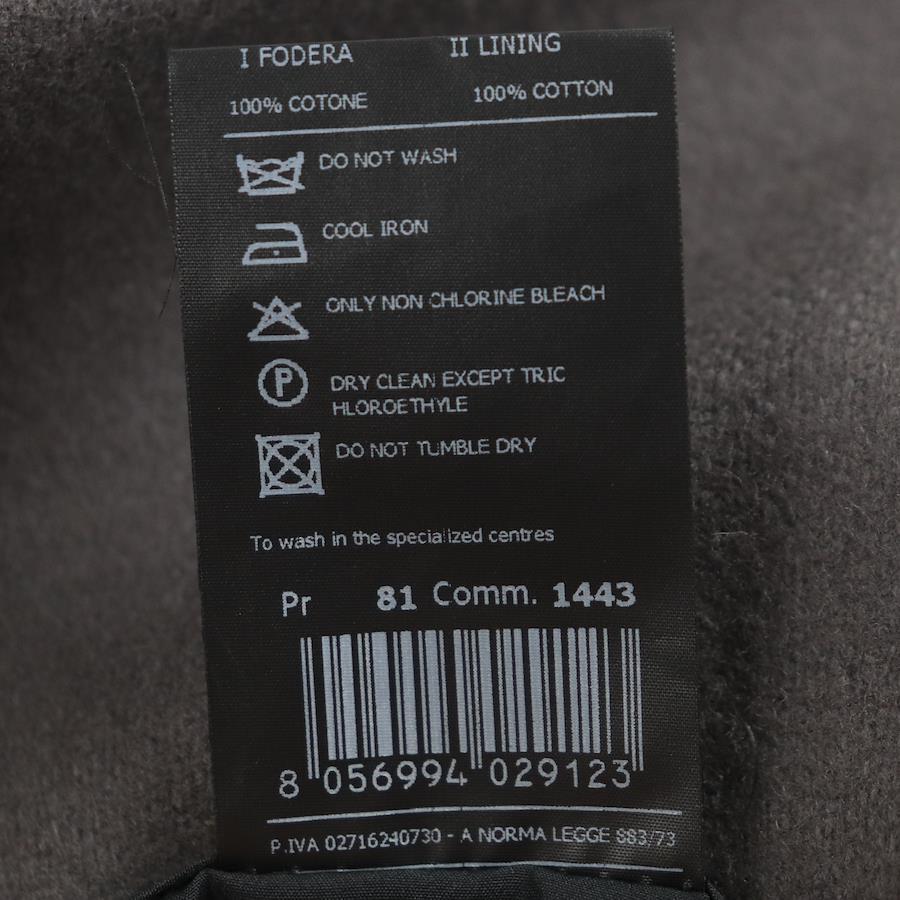 I FODERA II LINING
100% COTONE 100% COTTON
DO NOT WASH
COOL IRON
ONLY NON CHLORINE BLEACH
P
DRY CLEAN EXCEPT TRIC
HLOROETHYLE
DO NOT TUMBLE DRY
To wash in the specialized centres
Pr 81 Comm. 1443
8 056994 029123
P.IVA 02716240730 - A NORMA LEGGE 883/73